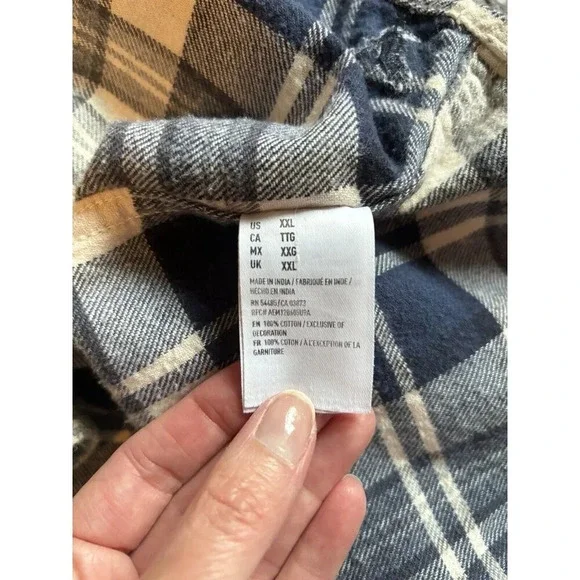 US XXL
CA TTG
MX XXG
UK XXL
MADE IN INDIA / FABRIQUÉ EN INDE /
HECHO EN INDIA
RN 54485/CA 03873
EN 100% COTTON / EXCLUSIVE OF
DECORATION
FR 100% COTON / À L'EXCEPTION DE LA
GARNITURE